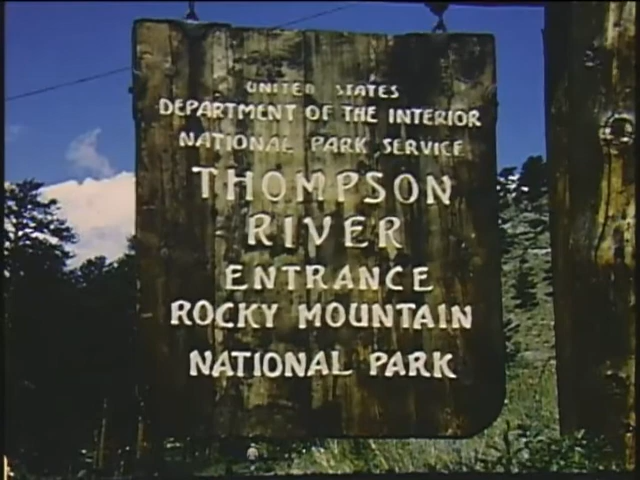 UNITED STATES
DEPARTMENT OF THE INTERIOR
NATIONAL PARK SERVICE
THOMPSON
RIVER
ENTRANCE
ROCKY MOUNTAIN
NATIONAL PARK